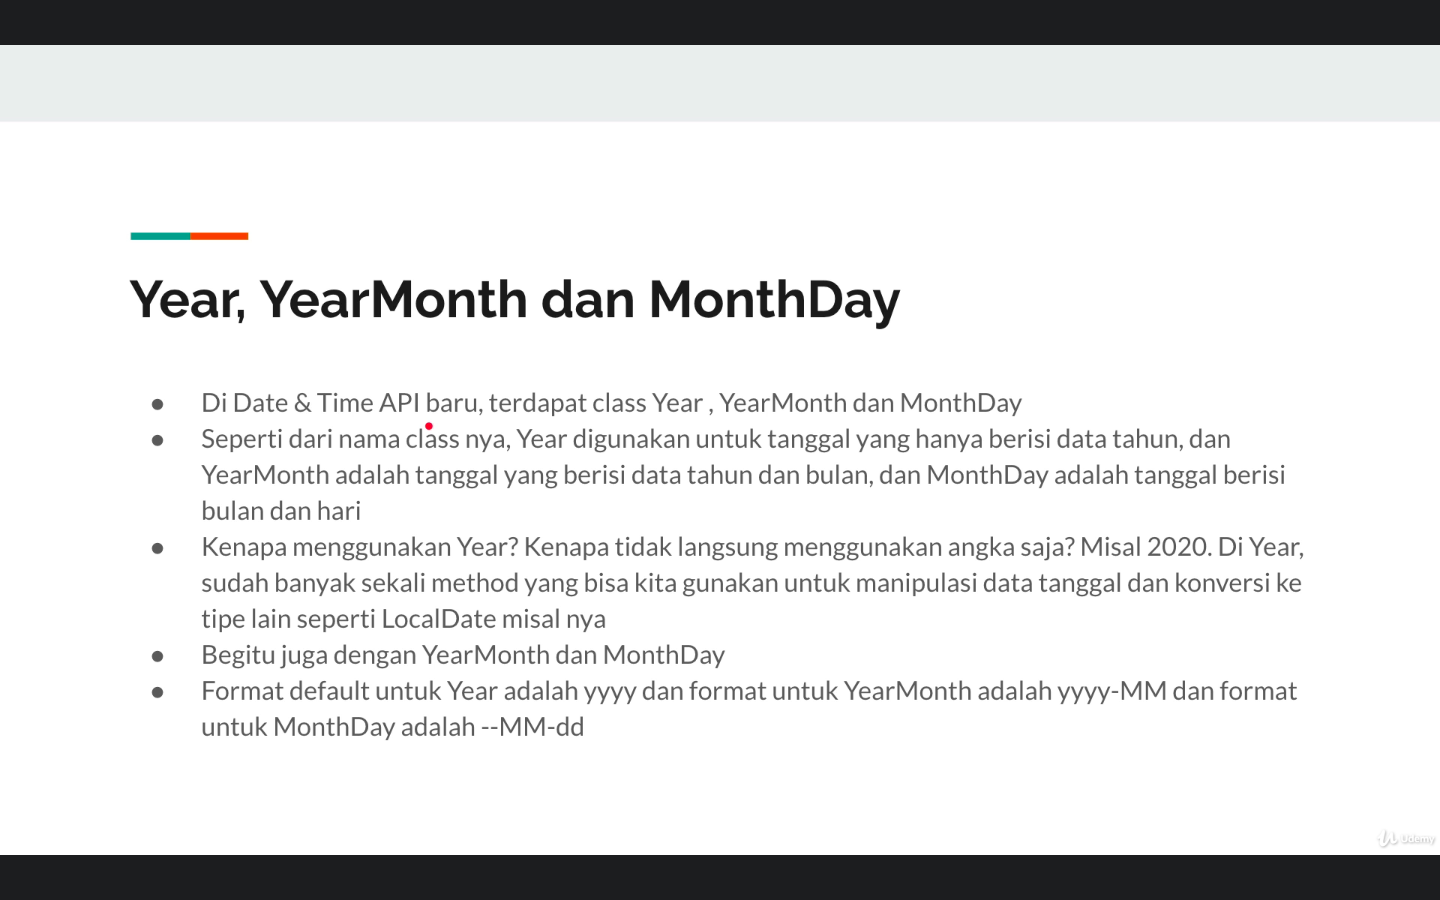 Year, YearMonth dan MonthDay
● Di Date & Time API baru, terdapat class Year , YearMonth dan MonthDay
● Seperti dari nama class nya, Year digunakan untuk tanggal yang hanya berisi data tahun, dan
YearMonth adalah tanggal yang berisi data tahun dan bulan, dan MonthDay adalah tanggal berisi
bulan dan hari
● Kenapa menggunakan Year? Kenapa tidak langsung menggunakan angka saja? Misal 2020. Di Year,
sudah banyak sekali method yang bisa kita gunakan untuk manipulasi data tanggal dan konversi ke
tipe lain seperti LocalDate misal nya
● Begitu juga dengan YearMonth dan MonthDay
● Format default untuk Year adalah yyyy dan format untuk YearMonth adalah yyyy-MM dan format
untuk MonthDay adalah --MM-dd
Udemy